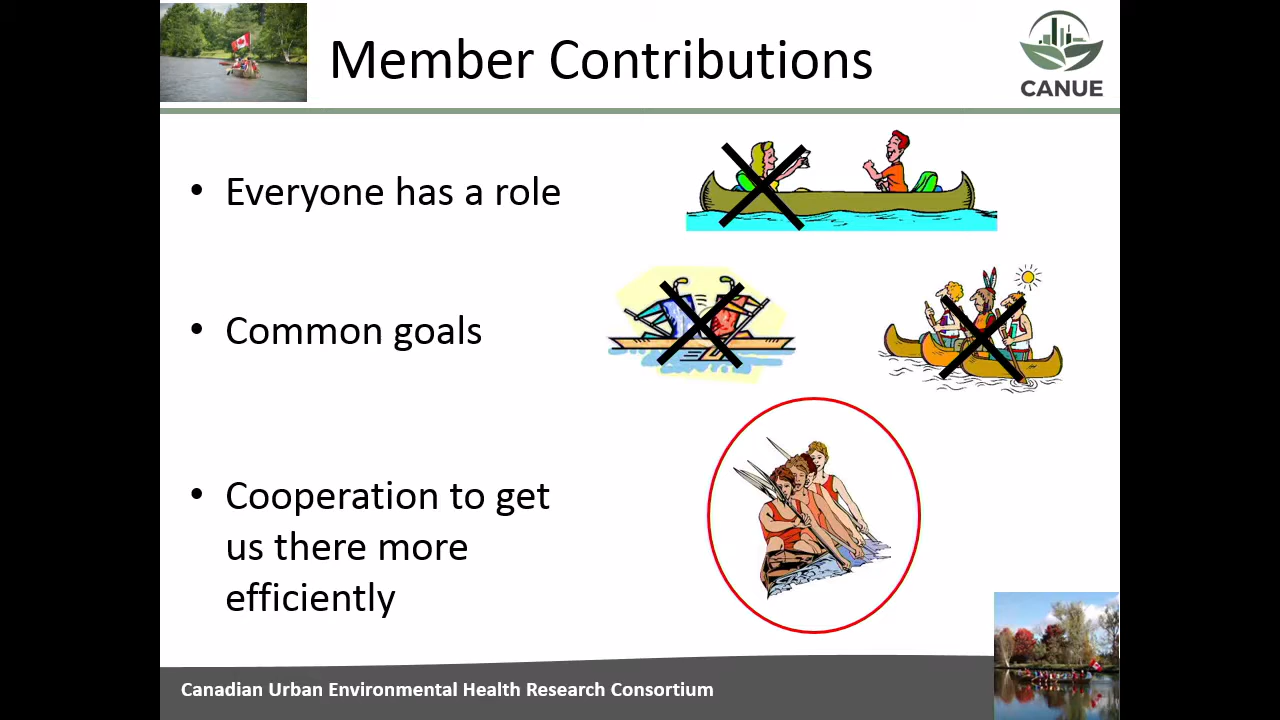 Member Contributions
CANUE
• Everyone has a role
• Common goals
• Cooperation to get
us there more
efficiently
Canadian Urban Environmental Health Research Consortium